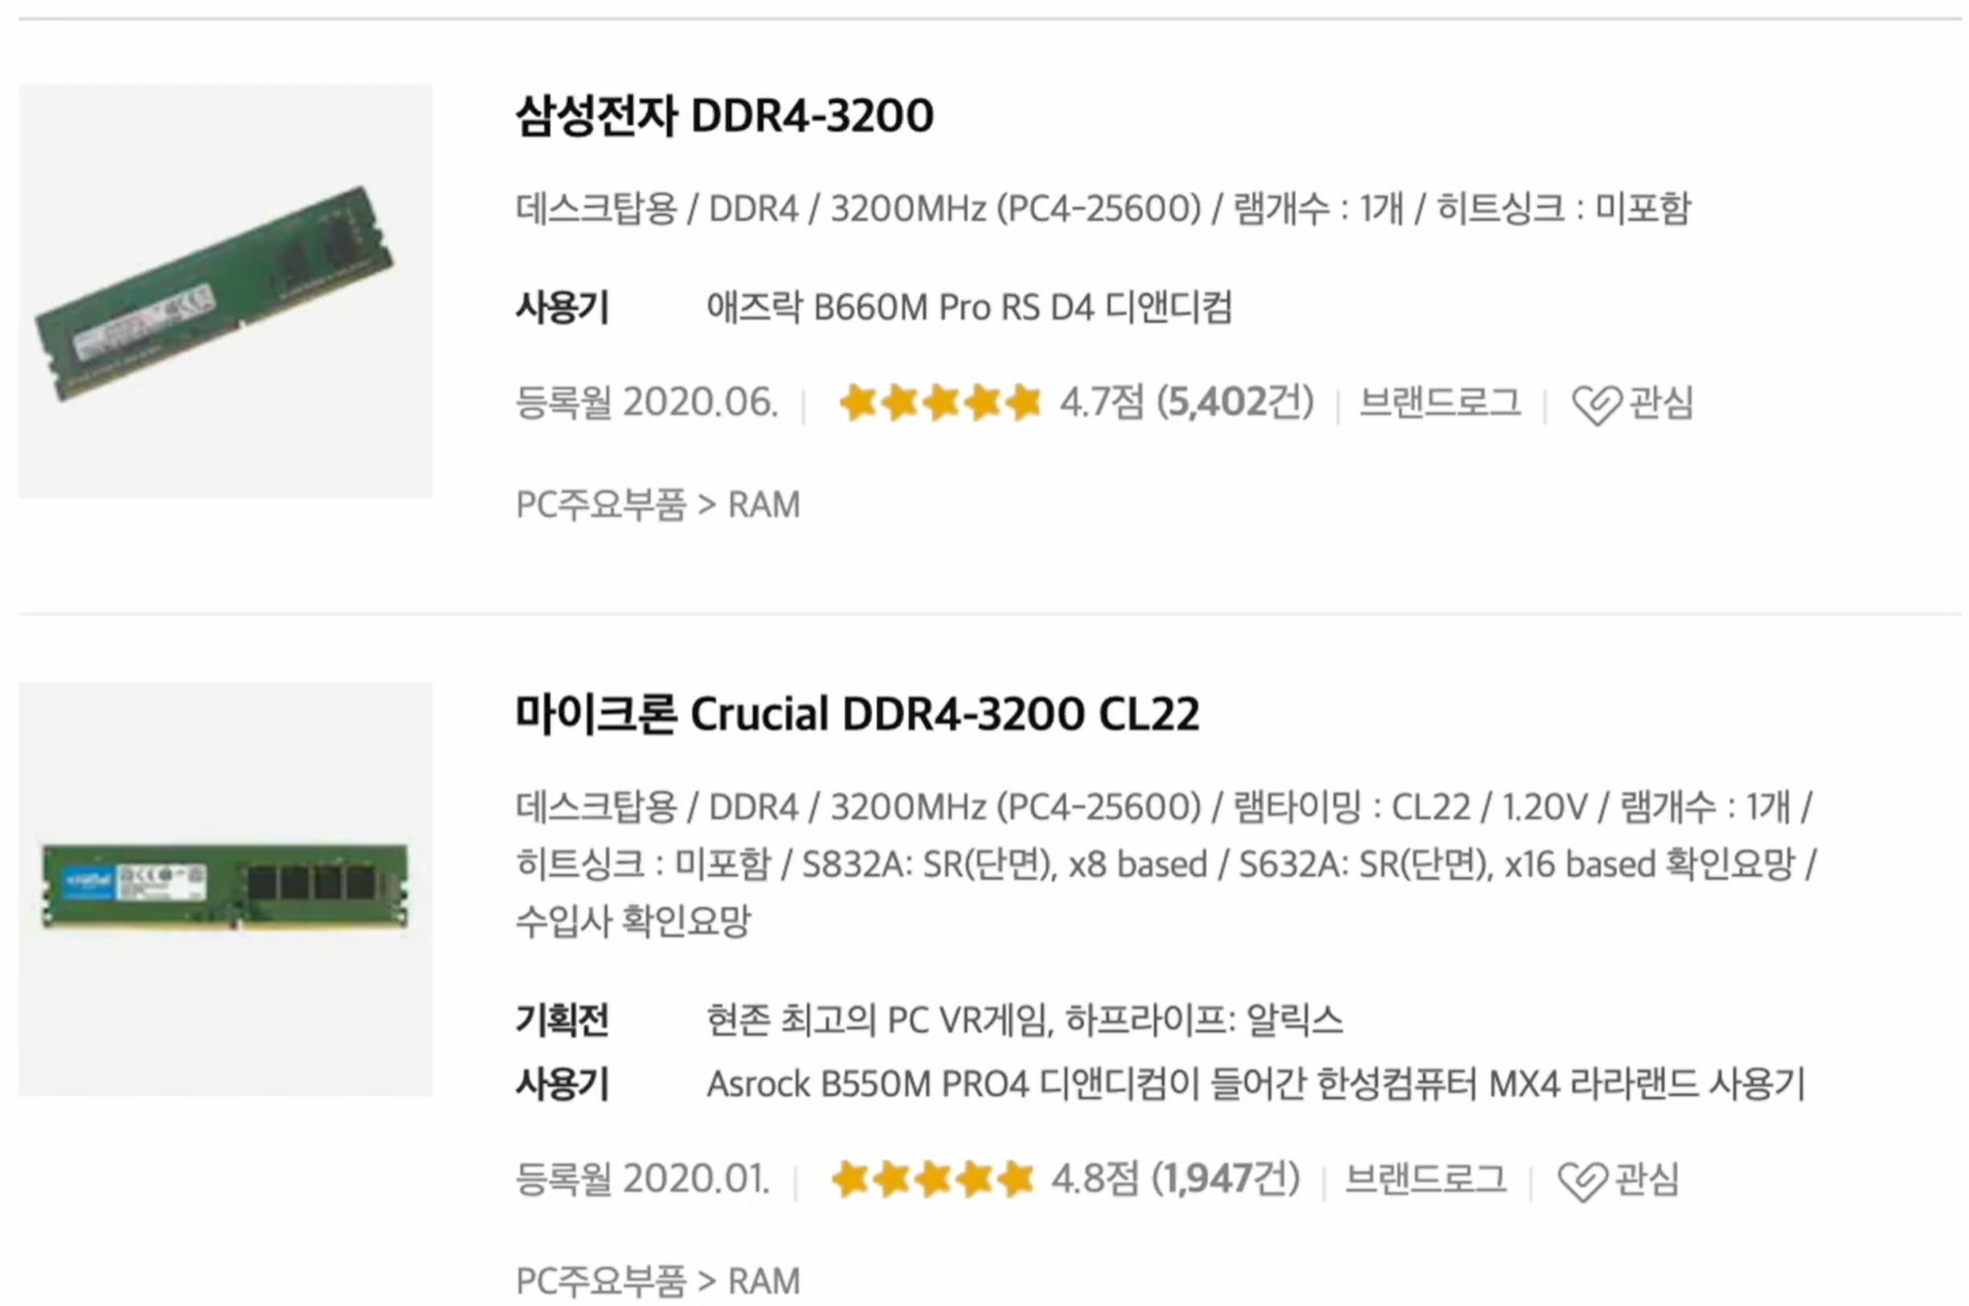 삼성전자 DDR4-3200
데스크탑용 / DDR4 / 3200MHz (PC4-25600) / 램개수 : 1개 / 히트싱크 : 미포함
사용기 애즈락 B660M Pro RS D4 디앤디컴
등록월 2020.06. 4.7점 (5,402건) 브랜드로그 관심
PC주요부품 > RAM
마이크론 Crucial DDR4-3200 CL22
데스크탑용 / DDR4 / 3200MHz (PC4-25600) / 램타이밍 : CL22 / 1.20V / 램개수 : 1개 /
히트싱크 : 미포함 / S832A: SR(단면), x8 based / S632A: SR(단면), x16 based 확인요망 /
수입사 확인요망
기획전 현존 최고의 PC VR게임, 하프라이프: 알릭스
사용기 Asrock B550M PRO4 디앤디컴이 들어간 한성컴퓨터 MX4 라라랜드 사용기
등록월 2020.01. 4.8점 (1,947건) 브랜드로그 관심
PC주요부품 > RAM